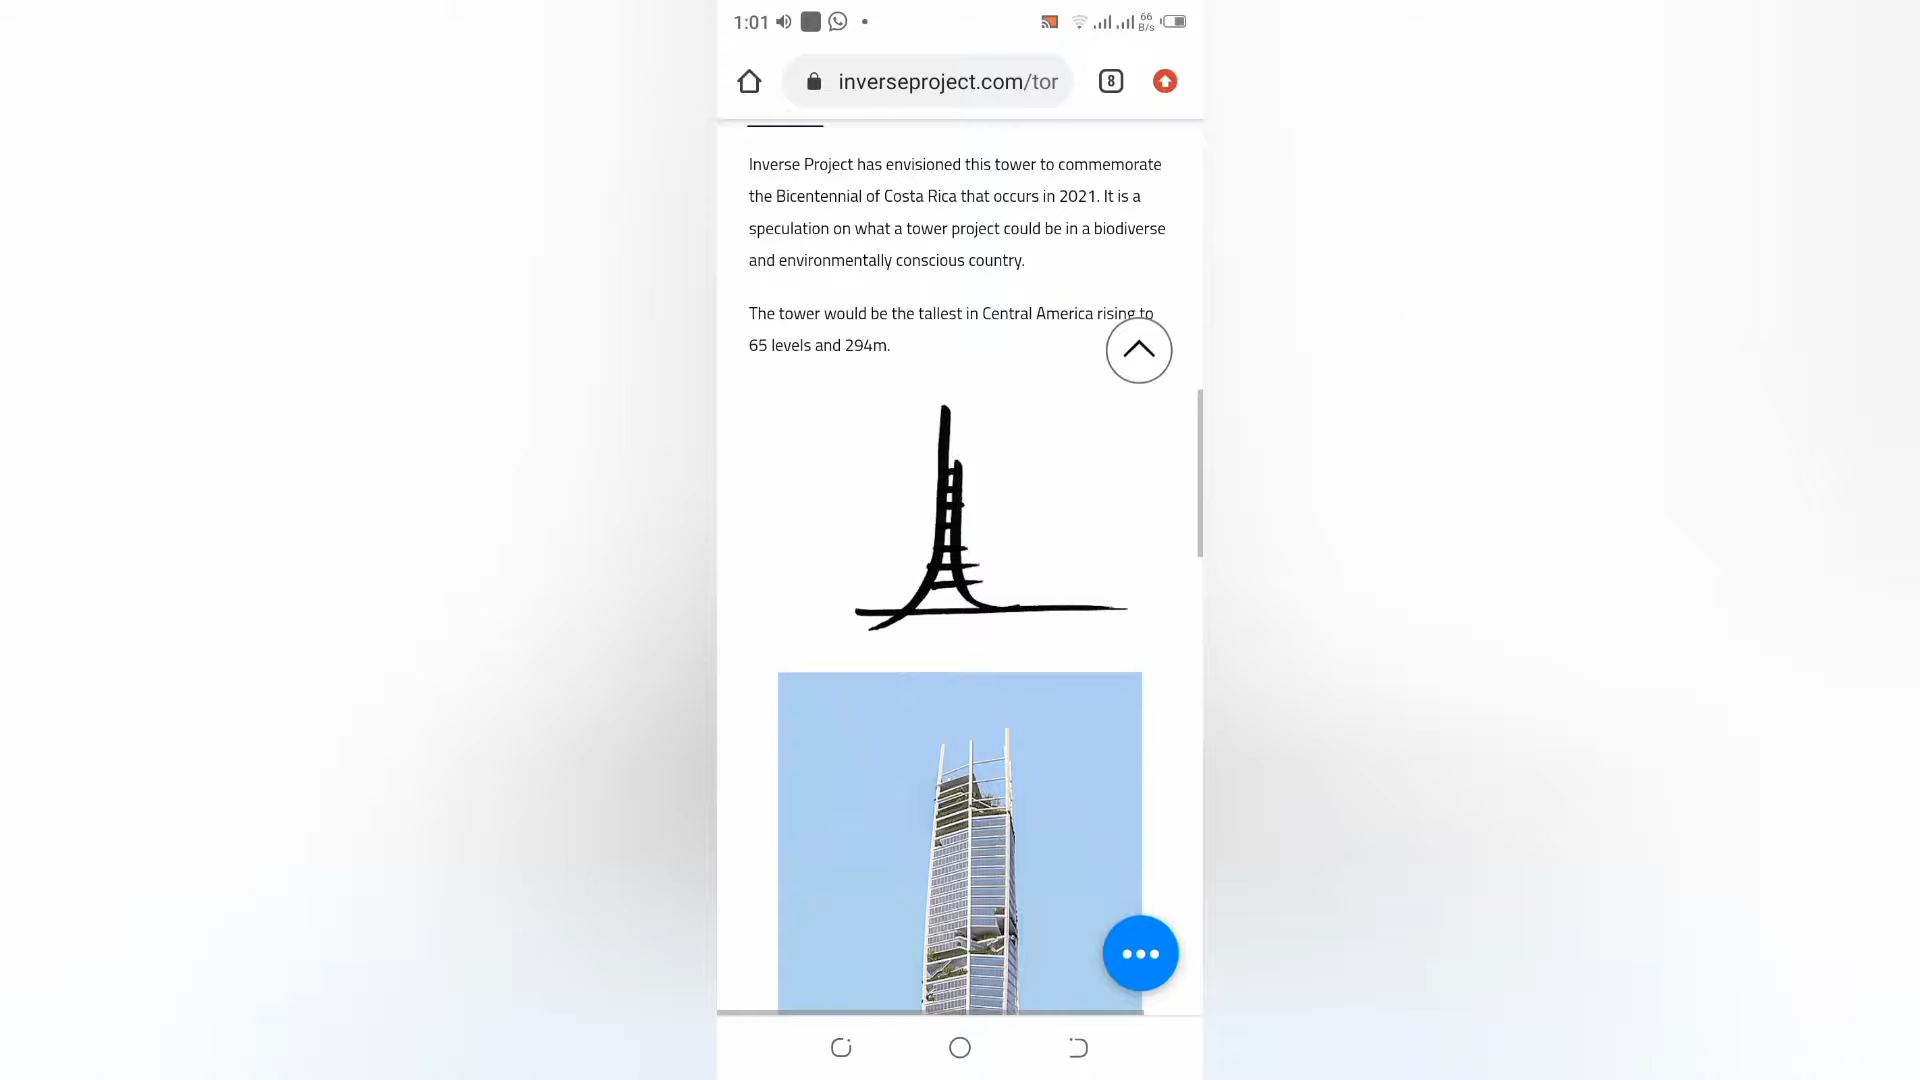 1:01
66
B/s
inverseproject.com/tor
8
Inverse Project has envisioned this tower to commemorate
the Bicentennial of Costa Rica that occurs in 2021. It is a
speculation on what a tower project could be in a biodiverse
and environmentally conscious country.
The tower would be the tallest in Central America rising to
65 levels and 294m.